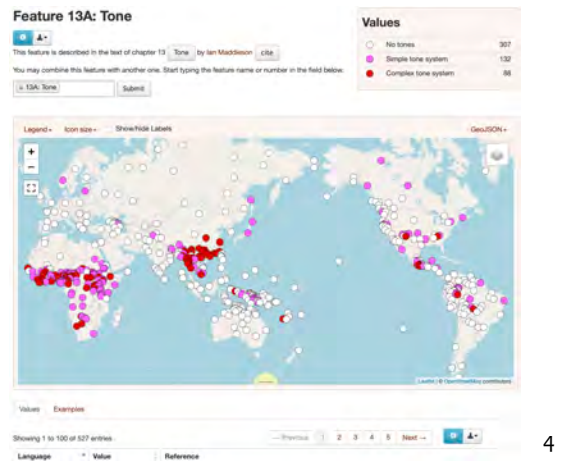 Feature 13A: Tone
This feature is described in the text of chapter 13 Tone by Ian Maddieson cite
You may combine this feature with another one. Start typing the feature name or number in the field below.
× 13A: Tone
Submit
Values
No tones 307
Simple tone system 132
Complex tone system 88
Legend
Icon size
Show/hide Labels
GeoJSON
+
−
Leaflet | © OpenStreetMap contributors
Values Examples
Showing 1 to 100 of 527 entries
← Previous 1 2 3 4 5 Next →
Language Value Reference
4